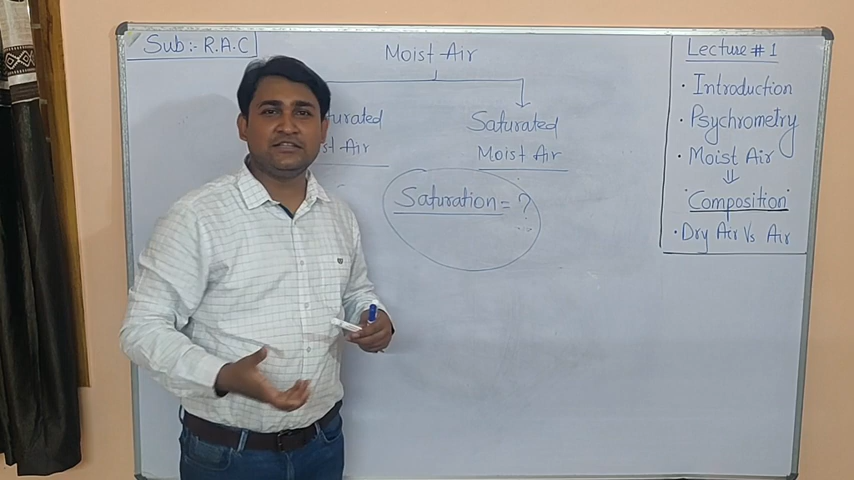 Sub:- R.A.C
Moist Air
Saturated
Moist Air
Saturation = ?
Lecture # 1
· Introduction
· Psychrometry
· Moist Air
⇓
"Composition"
· Dry Air Vs Air